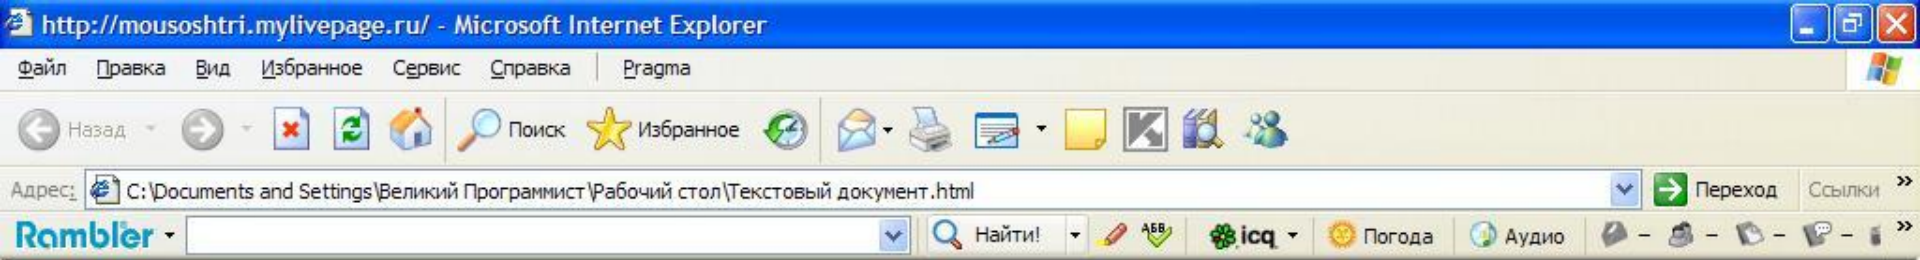 http://mousoshtri.mylivepage.ru/ - Microsoft Internet Explorer
Файл Правка Вид Избранное Сервис Справка Pragma
Назад Поиск Избранное
Адрес: C:\Documents and Settings\Великий Программист\Рабочий стол\Текстовый документ.html Переход Ссылки »
Rambler Найти! АБВ icq Погода Аудио »